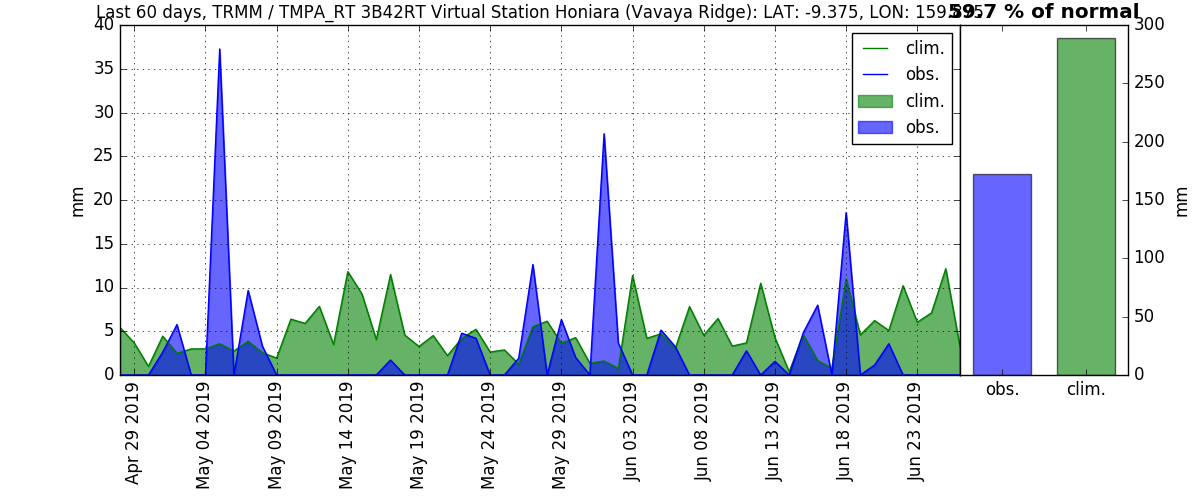 Last 60 days, TRMM / TMPA_RT 3B42RT Virtual Station Honiara (Vavaya Ridge): LAT: -9.375, LON:
59.7 % of normal
40
35
30
25
20
15
10
5
0
mm
clim.
obs.
clim.
obs.
300
250
200
150
100
50
0
mm
Apr 29 2019
May 04 2019
May 09 2019
May 14 2019
May 19 2019
May 24 2019
May 29 2019
Jun 03 2019
Jun 08 2019
Jun 13 2019
Jun 18 2019
Jun 23 2019
obs.
clim.